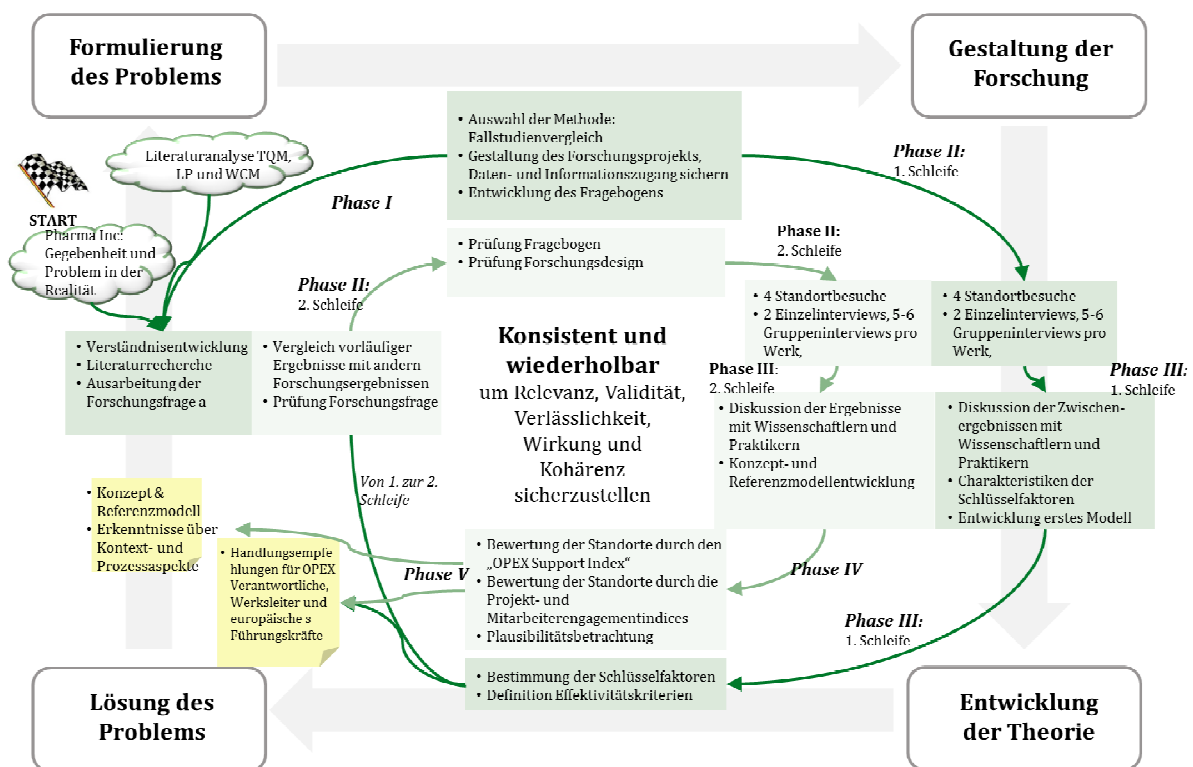 Formulierung
des Problems
Gestaltung der
Forschung
• Auswahl der Methode:
Fallstudienvergleich
• Gestaltung des Forschungsprojekts,
Daten- und Informationszugang sichern
• Entwicklung des Fragebogens
Literaturanalyse TQM,
LP und WCM
START
Pharma Inc:
Gegebenheit und
Problem in der
Realität
Phase I
Phase II:
1. Schleife
• Prüfung Fragebogen
• Prüfung Forschungsdesign
Phase II:
2. Schleife
Phase II:
2. Schleife
• 4 Standortbesuche
• 2 Einzelinterviews, 5-6
Gruppeninterviews pro
Werk,
• 4 Standortbesuche
• 2 Einzelinterviews, 5-6
Gruppeninterviews pro
Werk,
• Verständnisentwicklung
• Literaturrecherche
• Ausarbeitung der
Forschungsfrage a
• Vergleich vorläufiger
Ergebnisse mit andern
Forschungsergebnissen
• Prüfung Forschungsfrage
Konsistent und
wiederholbar
um Relevanz, Validität,
Verlässlichkeit,
Wirkung und
Kohärenz
sicherzustellen
Phase III:
2. Schleife
Phase III:
1. Schleife
• Diskussion der Ergebnisse
mit Wissenschaftlern und
Praktikern
• Konzept- und
Referenzmodellentwicklung
• Diskussion der Zwischen-
ergebnissen mit
Wissenschaftlern und
Praktikern
• Charakteristiken der
Schlüsselfaktoren
• Entwicklung erstes Modell
Von 1. zur 2.
Schleife
• Konzept &
Referenzmodell
• Erkenntnisse über
Kontext- und
Prozessaspekte
• Handlungsempfe
hlungen für OPEX
Verantwortliche,
Werksleiter und
europäische s
Führungskräfte
Phase V
• Bewertung der Standorte durch den
„OPEX Support Index“
• Bewertung der Standorte durch die
Projekt- und
Mitarbeiterengagementindices
• Plausibilitätsbetrachtung
Phase IV
Phase III:
1. Schleife
• Bestimmung der Schlüsselfaktoren
• Definition Effektivitätskriterien
Lösung des
Problems
Entwicklung
der Theorie